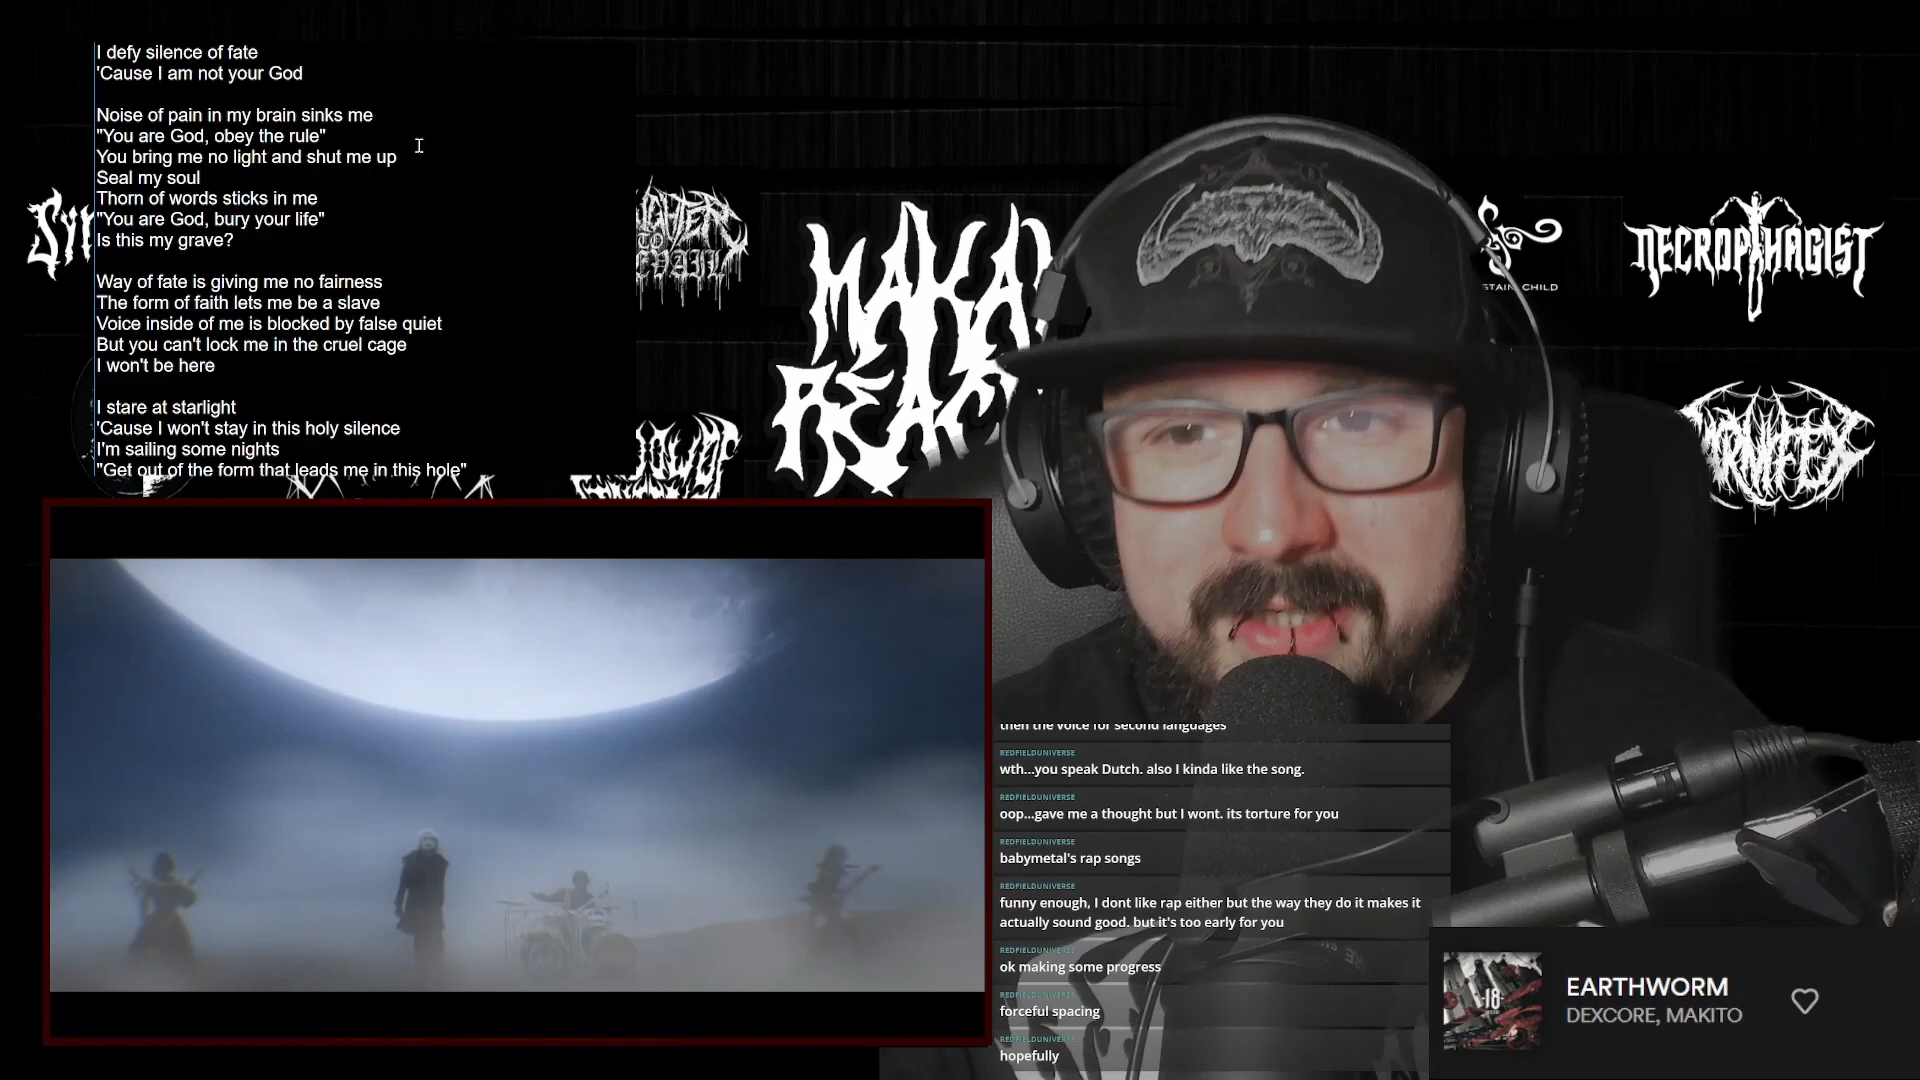 I defy silence of fate
'Cause I am not your God
Noise of pain in my brain sinks me
"You are God, obey the rule"
You bring me no light and shut me up
Seal my soul
Thorn of words sticks in me
"You are God, bury your life"
Is this my grave?
Way of fate is giving me no fairness
The form of faith lets me be a slave
Voice inside of me is blocked by false quiet
But you can't lock me in the cruel cage
I won't be here
I stare at starlight
'Cause I won't stay in this holy silence
I'm sailing some nights
"Get out of the form that leads me in this hole"
TO
STAIN CHILD
NECROPHAGIST
CARNIFEX
then the voice for second languages
REDFIELDUNIVERSE
wth...you speak Dutch. also I kinda like the song.
REDFIELDUNIVERSE
oop...gave me a thought but I wont. its torture for you
REDFIELDUNIVERSE
babymetal's rap songs
REDFIELDUNIVERSE
funny enough, I dont like rap either but the way they do it makes it
actually sound good. but it's too early for you
REDFIELDUNIVERSE
ok making some progress
REDFIELDUNIVERSE
forceful spacing
REDFIELDUNIVERSE
hopefully
-18-
EARTHWORM
DEXCORE, MAKITO